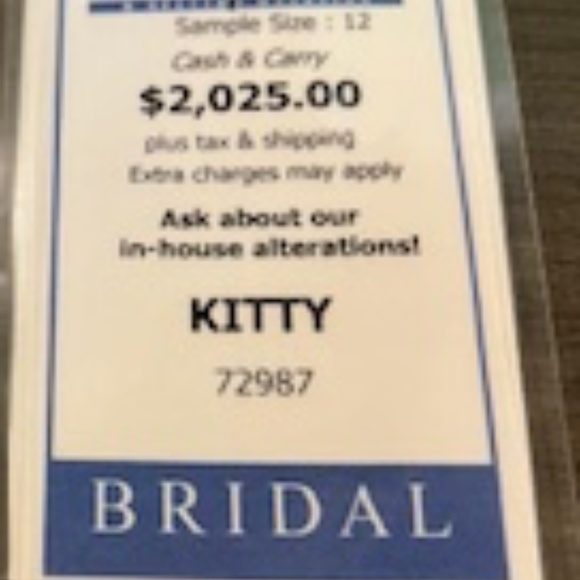 Sample Size : 12
Cash & Carry
$2,025.00
plus tax & shipping
Extra charges may apply
Ask about our
in-house alterations!
KITTY
72987
BRIDAL